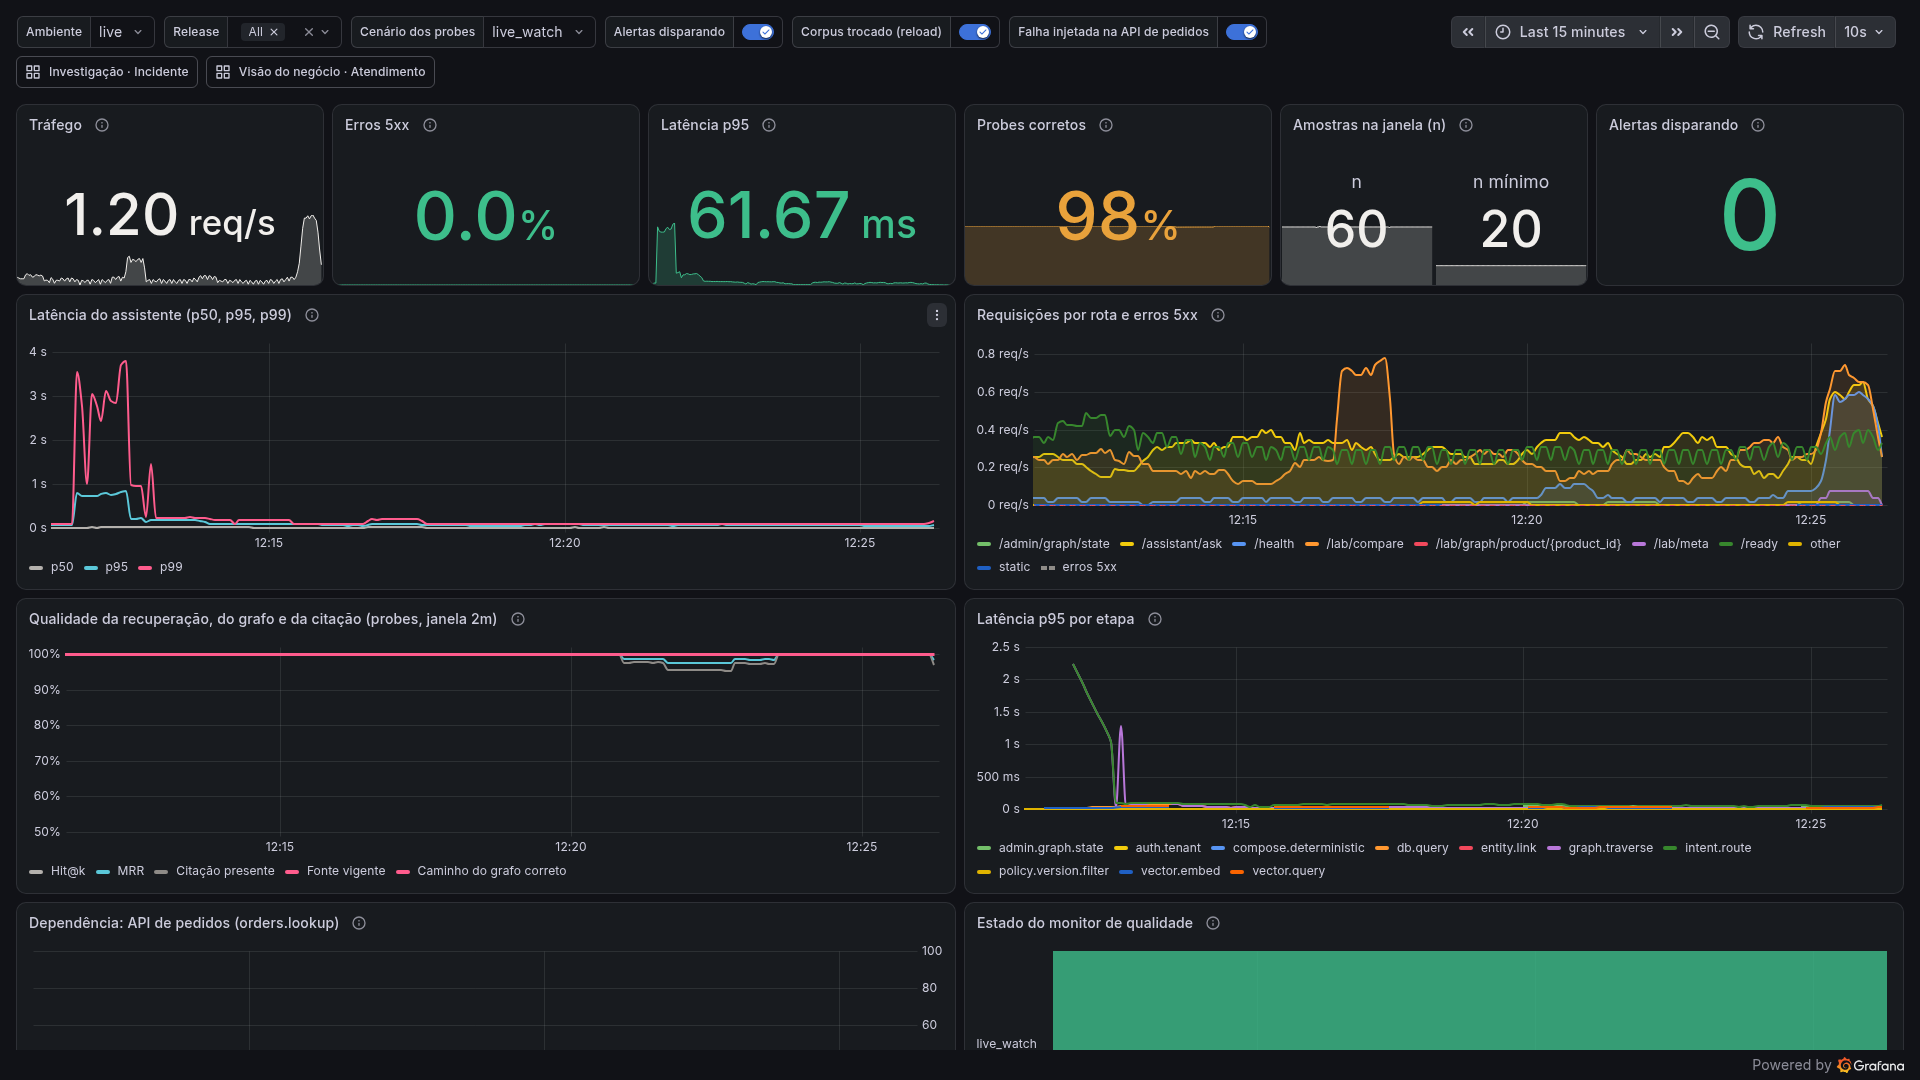 Ambiente live Release All Cenário dos probes live_watch Alertas disparando Corpus trocado (reload) Falha injetada na API de pedidos Last 15 minutes Refresh 10s
Investigação · Incidente Visão do negócio · Atendimento
Tráfego
1.20 req/s
Erros 5xx
0.0%
Latência p95
61.67 ms
Probes corretos
98%
Amostras na janela (n)
n n mínimo
60 20
Alertas disparando
0
Latência do assistente (p50, p95, p99)
4 s
3 s
2 s
1 s
0 s
12:15 12:20 12:25
p50 p95 p99
Requisições por rota e erros 5xx
0.8 req/s
0.6 req/s
0.4 req/s
0.2 req/s
0 req/s
12:15 12:20 12:25
/admin/graph/state /assistant/ask /health /lab/compare /lab/graph/product/{product_id} /lab/meta /ready other
static erros 5xx
Qualidade da recuperação, do grafo e da citação (probes, janela 2m)
100%
90%
80%
70%
60%
50%
12:15 12:20 12:25
Hit@k MRR Citação presente Fonte vigente Caminho do grafo correto
Latência p95 por etapa
2.5 s
2 s
1.5 s
1 s
500 ms
0 s
12:15 12:20 12:25
admin.graph.state auth.tenant compose.deterministic db.query entity.link graph.traverse intent.route
policy.version.filter vector.embed vector.query
Dependência: API de pedidos (orders.lookup)
100
80
60
Estado do monitor de qualidade
live_watch
Powered by Grafana